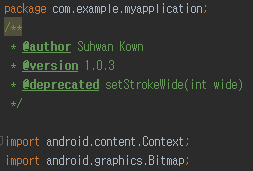 package com.example.myapplication;
/**
* @author Suhwan Kown
* @version 1.0.3
* @deprecated setStrokeWide(int wide)
*/
import android.content.Context;
import android.graphics.Bitmap;